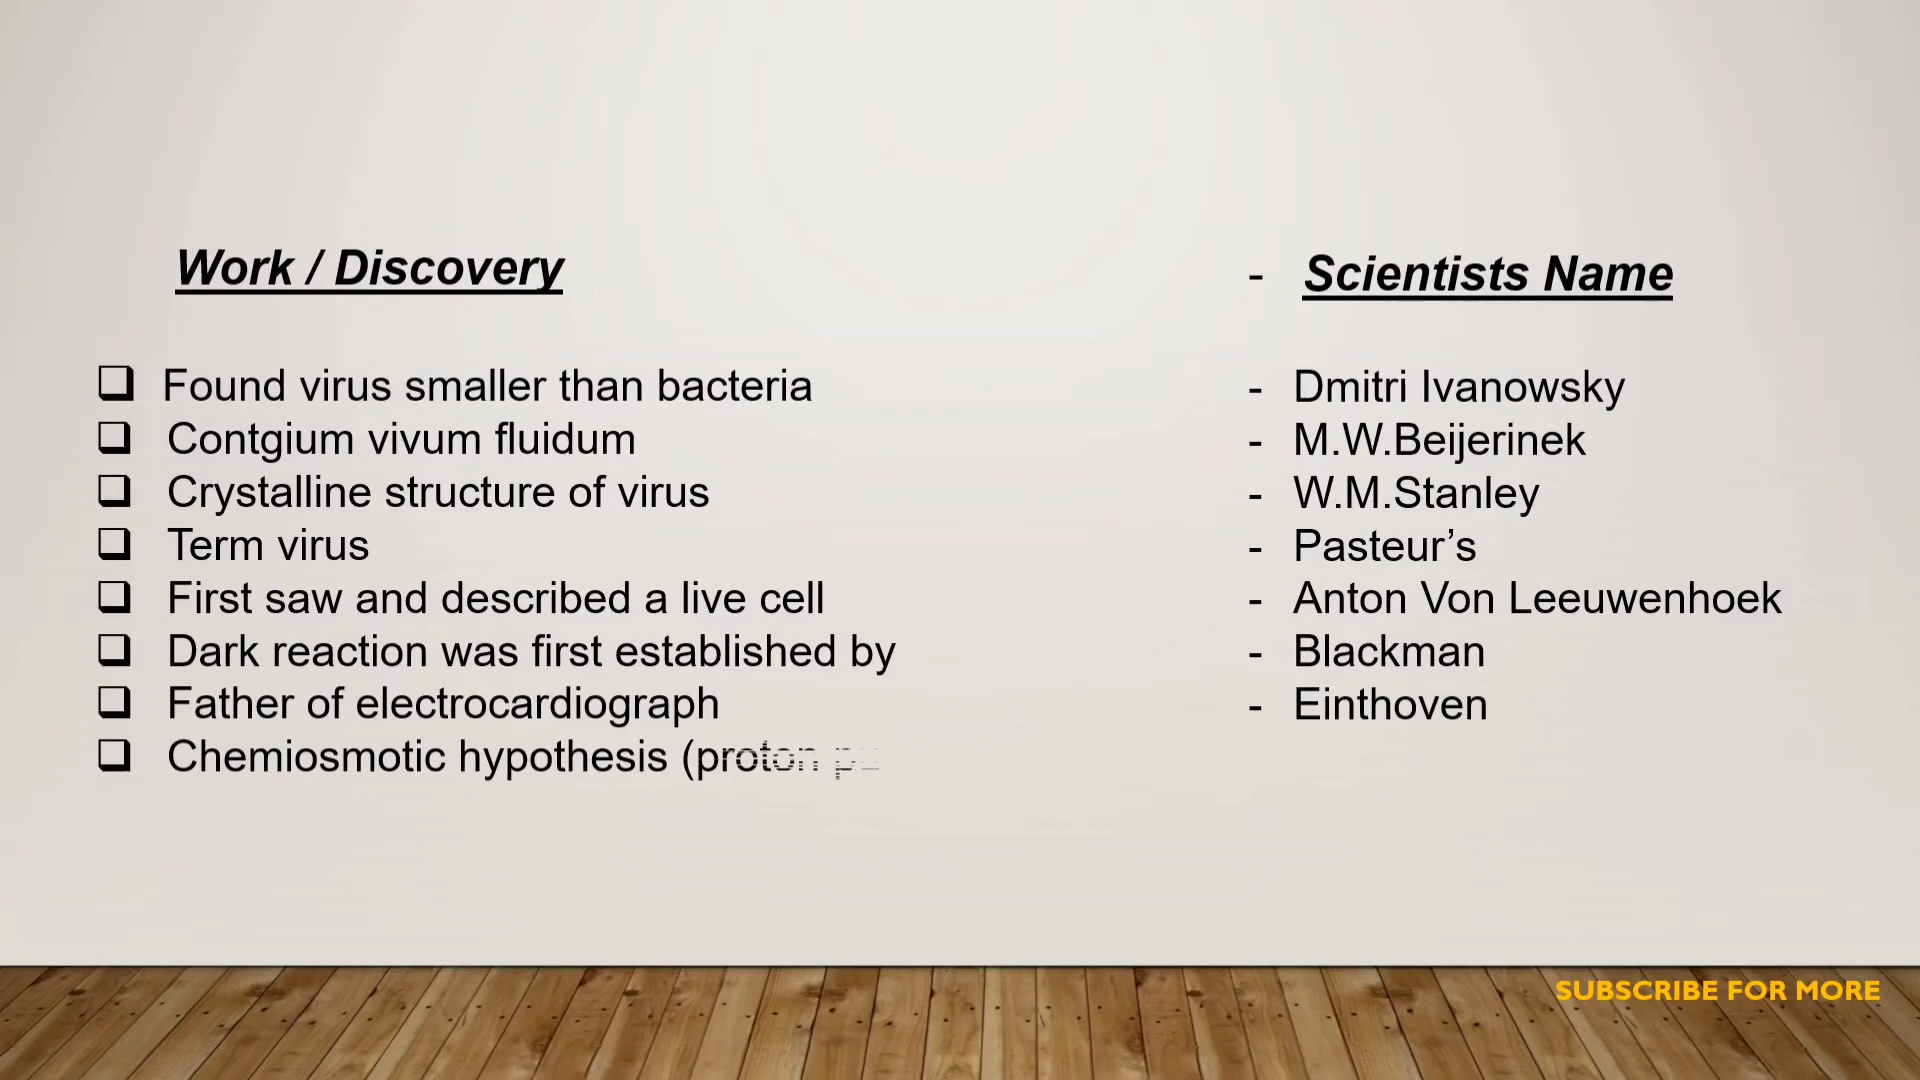 Work / Discovery - Scientists Name
Found virus smaller than bacteria - Dmitri Ivanowsky
Contgium vivum fluidum - M.W.Beijerinek
Crystalline structure of virus - W.M.Stanley
Term virus - Pasteur’s
First saw and described a live cell - Anton Von Leeuwenhoek
Dark reaction was first established by - Blackman
Father of electrocardiograph - Einthoven
Chemiosmotic hypothesis (proton
SUBSCRIBE FOR MORE